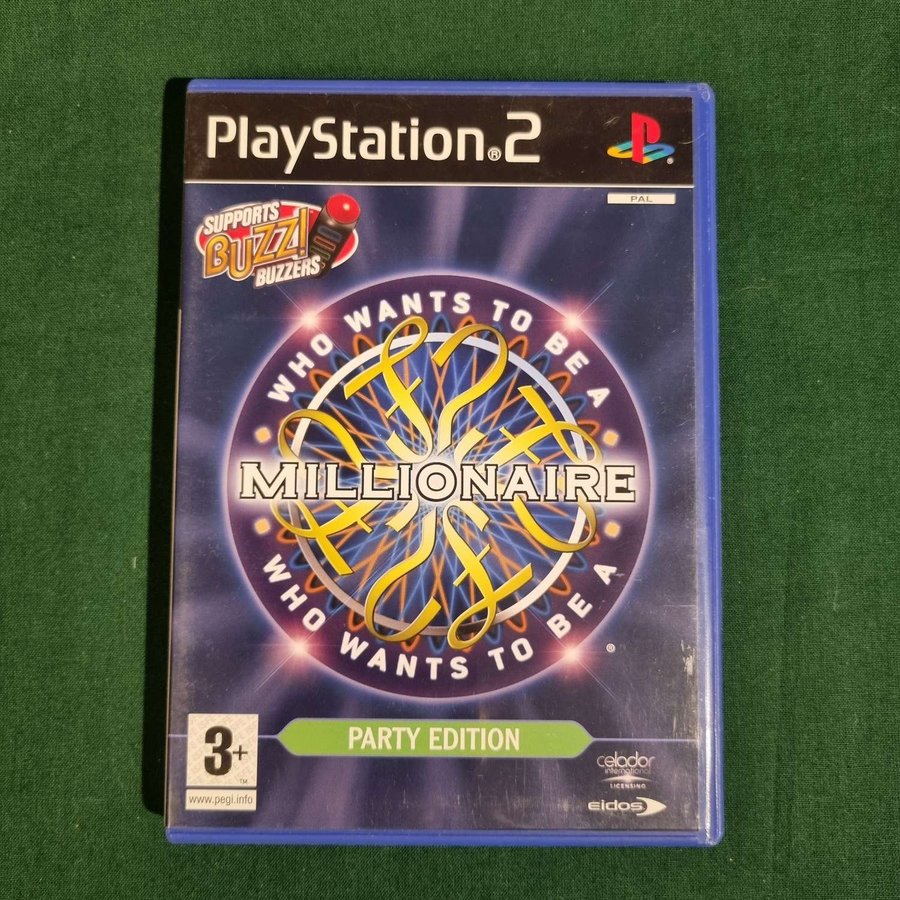 PlayStation®2
PAL
SUPPORTS
BUZZ!
BUZZERS
WHO WANTS TO BE A
MILLIONAIRE
WHO WANTS TO BE A
®
PARTY EDITION
3+
™
www.pegi.info
celador
international
LICENSING
eidos